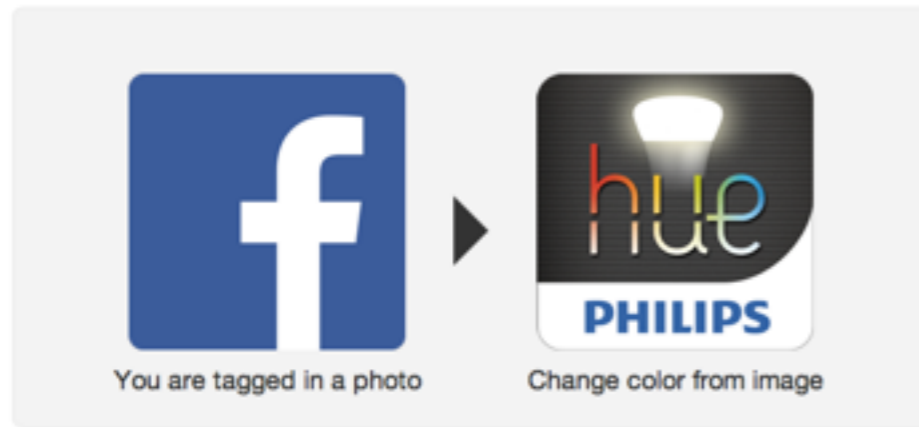 f
hue
PHILIPS
You are tagged in a photo
Change color from image